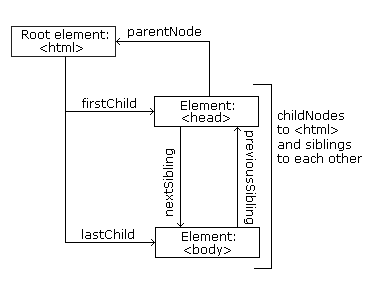 Root element:
<html>
parentNode
firstChild
Element:
<head>
childNodes
to <html>
and siblings
to each other
nextSibling
previousSibling
lastChild
Element:
<body>